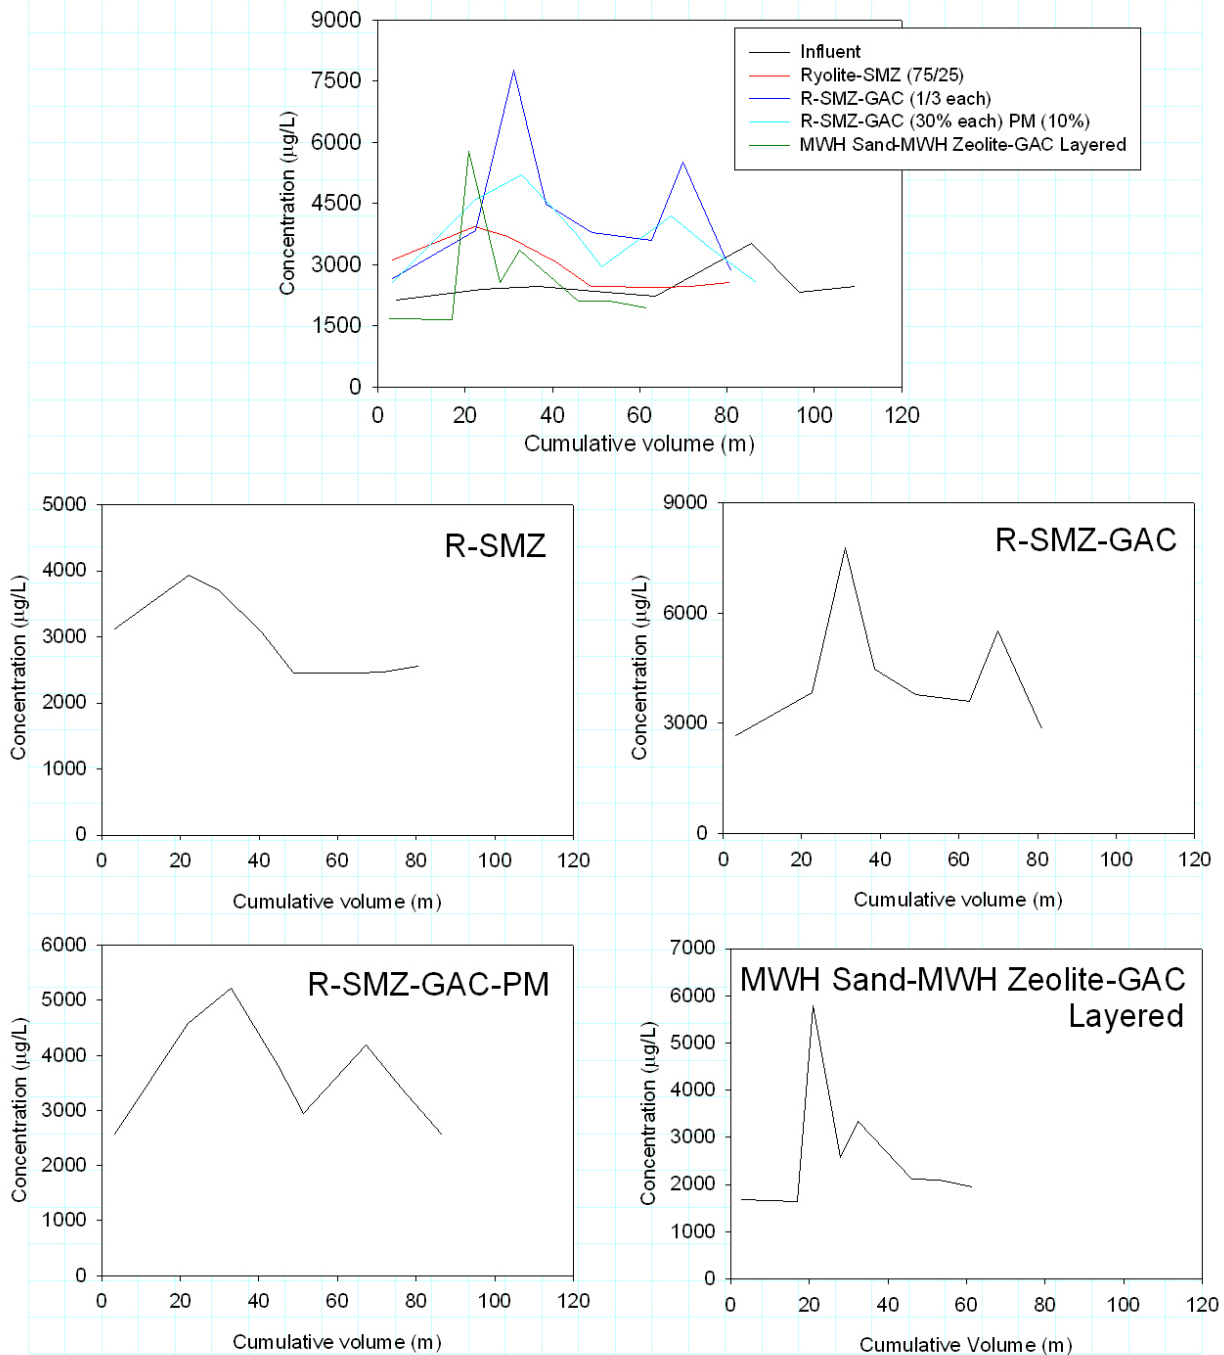 9000
7500
6000
4500
3000
1500
0
Concentration (µg/L)
0 20 40 60 80 100 120
Cumulative volume (m)
Influent
Ryolite-SMZ (75/25)
R-SMZ-GAC (1/3 each)
R-SMZ-GAC (30% each) PM (10%)
MWH Sand-MWH Zeolite-GAC Layered
5000
4000
3000
2000
1000
0
Concentration (µg/L)
R-SMZ
0 20 40 60 80 100 120
Cumulative volume (m)
9000
6000
3000
0
Concentration (µg/L)
R-SMZ-GAC
0 20 40 60 80 100 120
Cumulative volume (m)
6000
5000
4000
3000
2000
1000
0
Concentration (µg/L)
R-SMZ-GAC-PM
0 20 40 60 80 100 120
Cumulative volume (m)
7000
6000
5000
4000
3000
2000
1000
0
Concentration (µg/L)
MWH Sand-MWH Zeolite-GAC
Layered
0 20 40 60 80 100 120
Cumulative Volume (m)